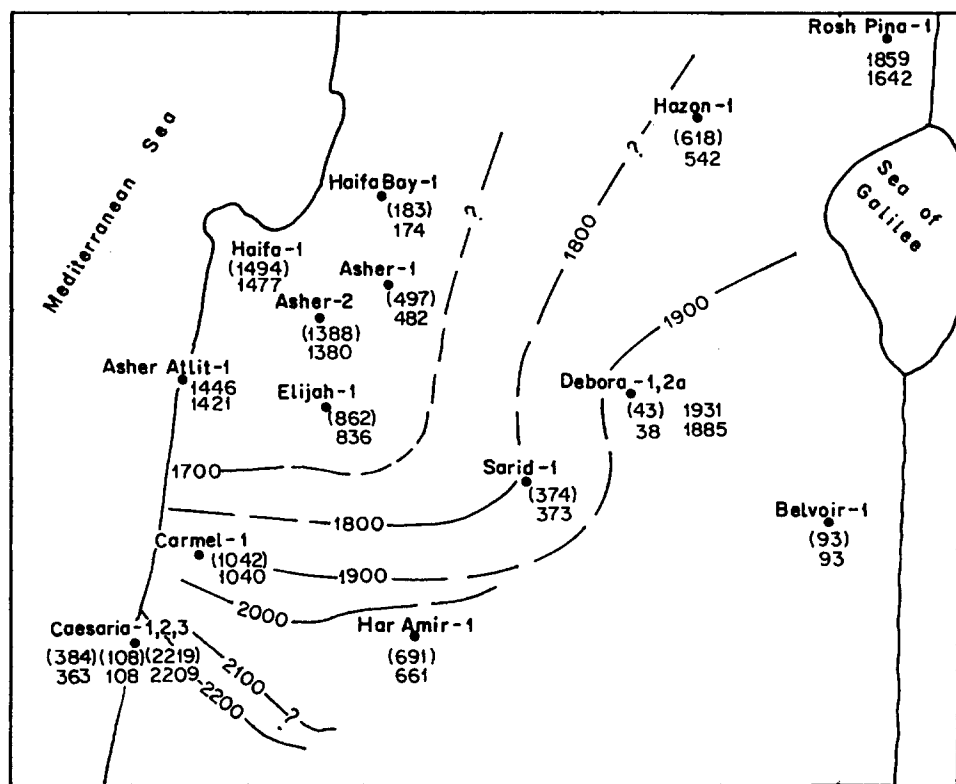 Rosh Pina-1
1859
1642
Mediterranean Sea
Hazon-1
(618)
542
?
Sea of
Galilee
HaifaBay-1
(183)
174
?
1800
Haifa-1
(1494)
1477
Asher-1
(497)
482
Asher-2
(1388)
1380
1900
Asher Atlit-1
1446
1421
Elijah-1
(862)
836
Debora-1,2a
(43) 1931
38 1885
1700
Sarid-1
(374)
373
1800
Belvoir-1
(93)
93
Carmel-1
(1042)
1040
1900
2000
Har Amir-1
(691)
661
Caesaria-1,2,3
(384) (108) (2219)
363 108 2209
2100
2200
?